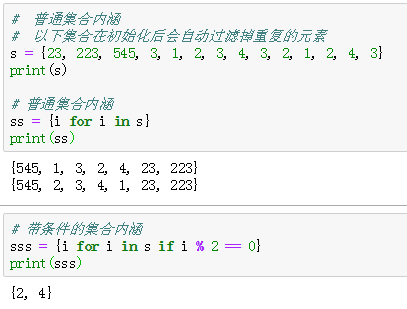 # 普通集合内涵
# 以下集合在初始化后会自动过滤掉重复的元素
s = {23, 223, 545, 3, 1, 2, 3, 4, 3, 2, 1, 2, 4, 3}
print(s)
# 普通集合内涵
ss = {i for i in s}
print(ss)
{545, 1, 3, 2, 4, 23, 223}
{545, 2, 3, 4, 1, 23, 223}
# 带条件的集合内涵
sss = {i for i in s if i % 2 == 0}
print(sss)
{2, 4}